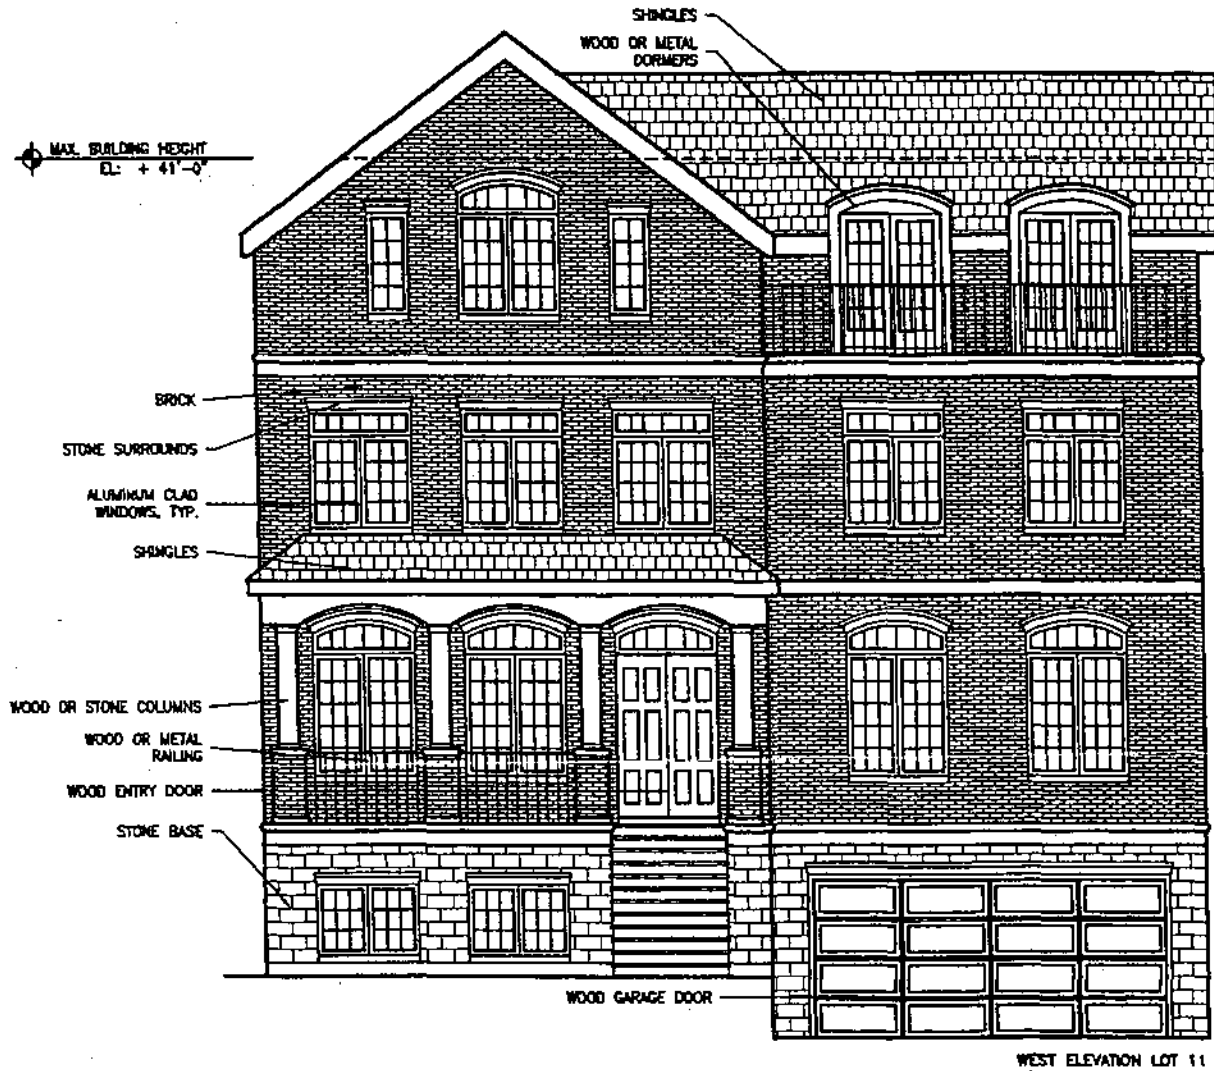 SHINGLES
WOOD OR METAL
DORMERS
MAX. BUILDING HEIGHT
EL: + 41'-0"
BRICK
STONE SURROUNDS
ALUMINUM CLAD
WINDOWS, TYP.
SHINGLES
WOOD OR STONE COLUMNS
WOOD OR METAL
RAILING
WOOD ENTRY DOOR
STONE BASE
WOOD GARAGE DOOR
WEST ELEVATION LOT 11